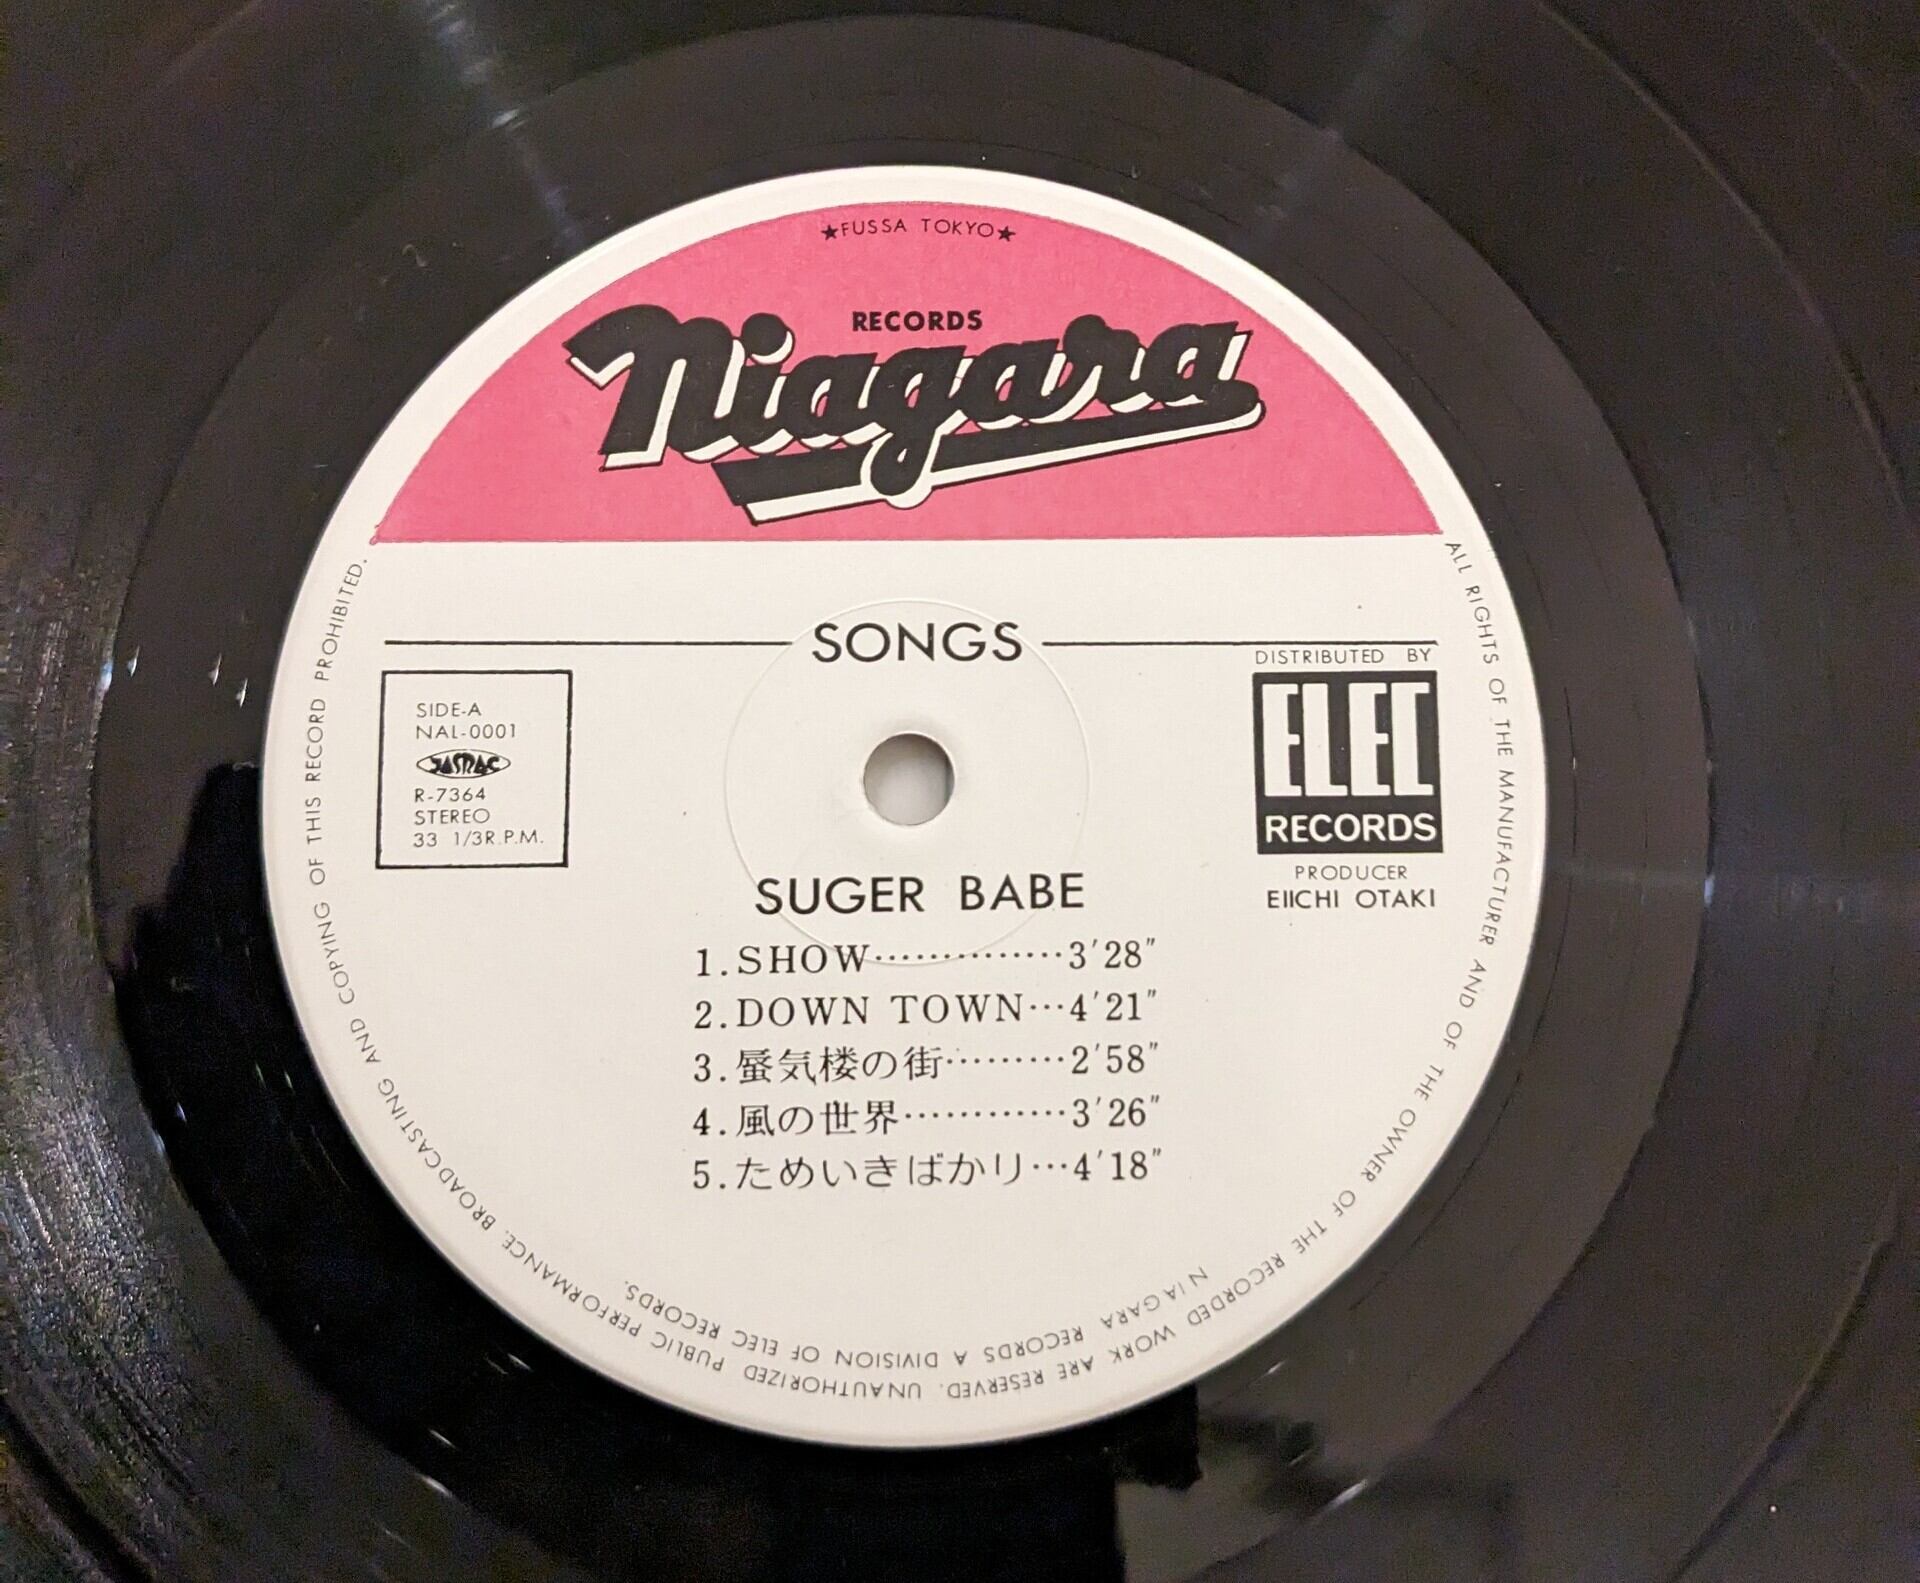 ★FUSSA TOKYO★
RECORDS
Niagara
SONGS
SIDE-A
NAL-0001
JASRAC
R-7364
STEREO
33 1/3R.P.M.
DISTRIBUTED BY
ELEC
RECORDS
PRODUCER
EIICHI OTAKI
SUGER BABE
1.SHOW··············3′28″
2.DOWN TOWN···4′21″
3.蜃気楼の街·········2′58″
4.風の世界············3′26″
5.ためいきばかり···4′18″
ALL RIGHTS OF THE MANUFACTURER AND OF THE OWNER OF THE RECORDED WORK ARE RESERVED. UNAUTHORIZED PUBLIC PERFORMANCE. BROADCASTING AND COPYING OF THIS RECORD PROHIBITED.
NIAGARA RECORDS A DIVISION OF ELEC RECORDS.